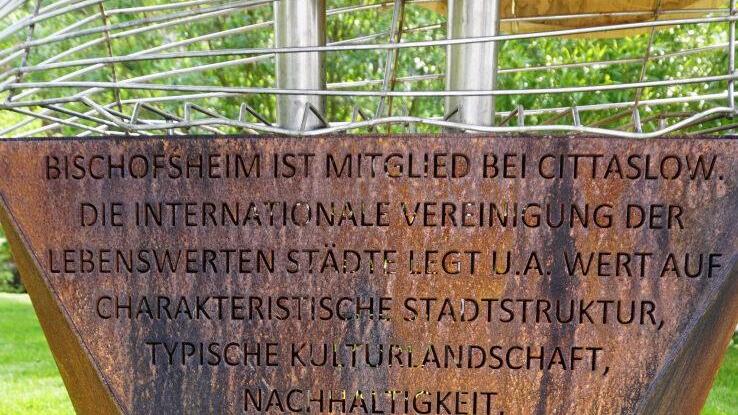 BISCHOFSHEIM IST MITGLIED BEI CITTASLOW.
DIE INTERNATIONALE VEREINIGUNG DER
LEBENSWERTEN STÄDTE LEGT U.A. WERT AUF
CHARAKTERISTISCHE STADTSTRUKTUR,
TYPISCHE KULTURLANDSCHAFT,
NACHHALTIGKEIT,